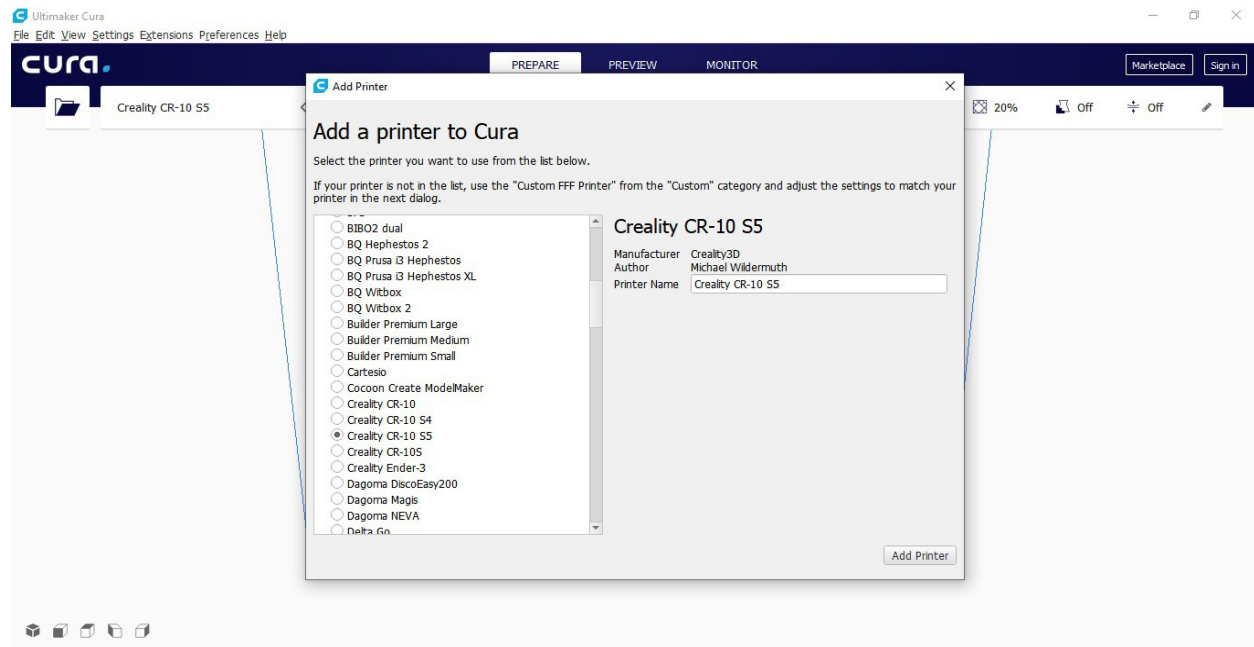 Ultimaker Cura
File Edit View Settings Extensions Preferences Help
cura.
PREPARE PREVIEW MONITOR
Marketplace Sign in
Add Printer
Creality CR-10 S5
20% Off Off
Add a printer to Cura
Select the printer you want to use from the list below.
If your printer is not in the list, use the "Custom FFF Printer" from the "Custom" category and adjust the settings to match your
printer in the next dialog.
BIBO2 dual
BQ Hephestos 2
BQ Prusa i3 Hephestos
BQ Prusa i3 Hephestos XL
BQ Witbox
BQ Witbox 2
Builder Premium Large
Builder Premium Medium
Builder Premium Small
Cartesio
Cocoon Create ModelMaker
Creality CR-10
Creality CR-10 S4
Creality CR-10 S5
Creality CR-10S
Creality Ender-3
Dagoma DiscoEasy200
Dagoma Magis
Dagoma NEVA
Delta Go
Creality CR-10 S5
Manufacturer Creality3D
Author Michael Wildermuth
Printer Name Creality CR-10 S5
Add Printer